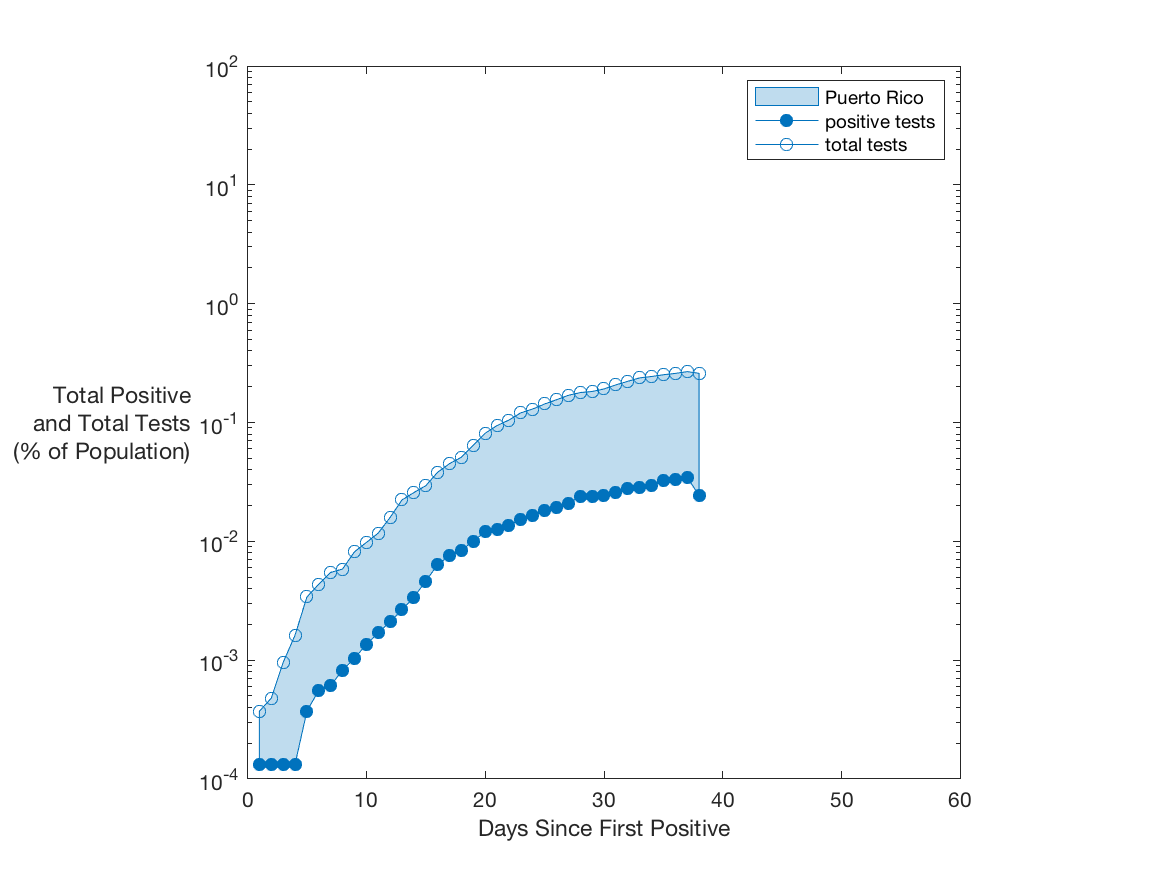 10^2
10^1
10^0
10^-1
10^-2
10^-3
10^-4
Total Positive
and Total Tests
(% of Population)
Puerto Rico
positive tests
total tests
0 10 20 30 40 50 60
Days Since First Positive